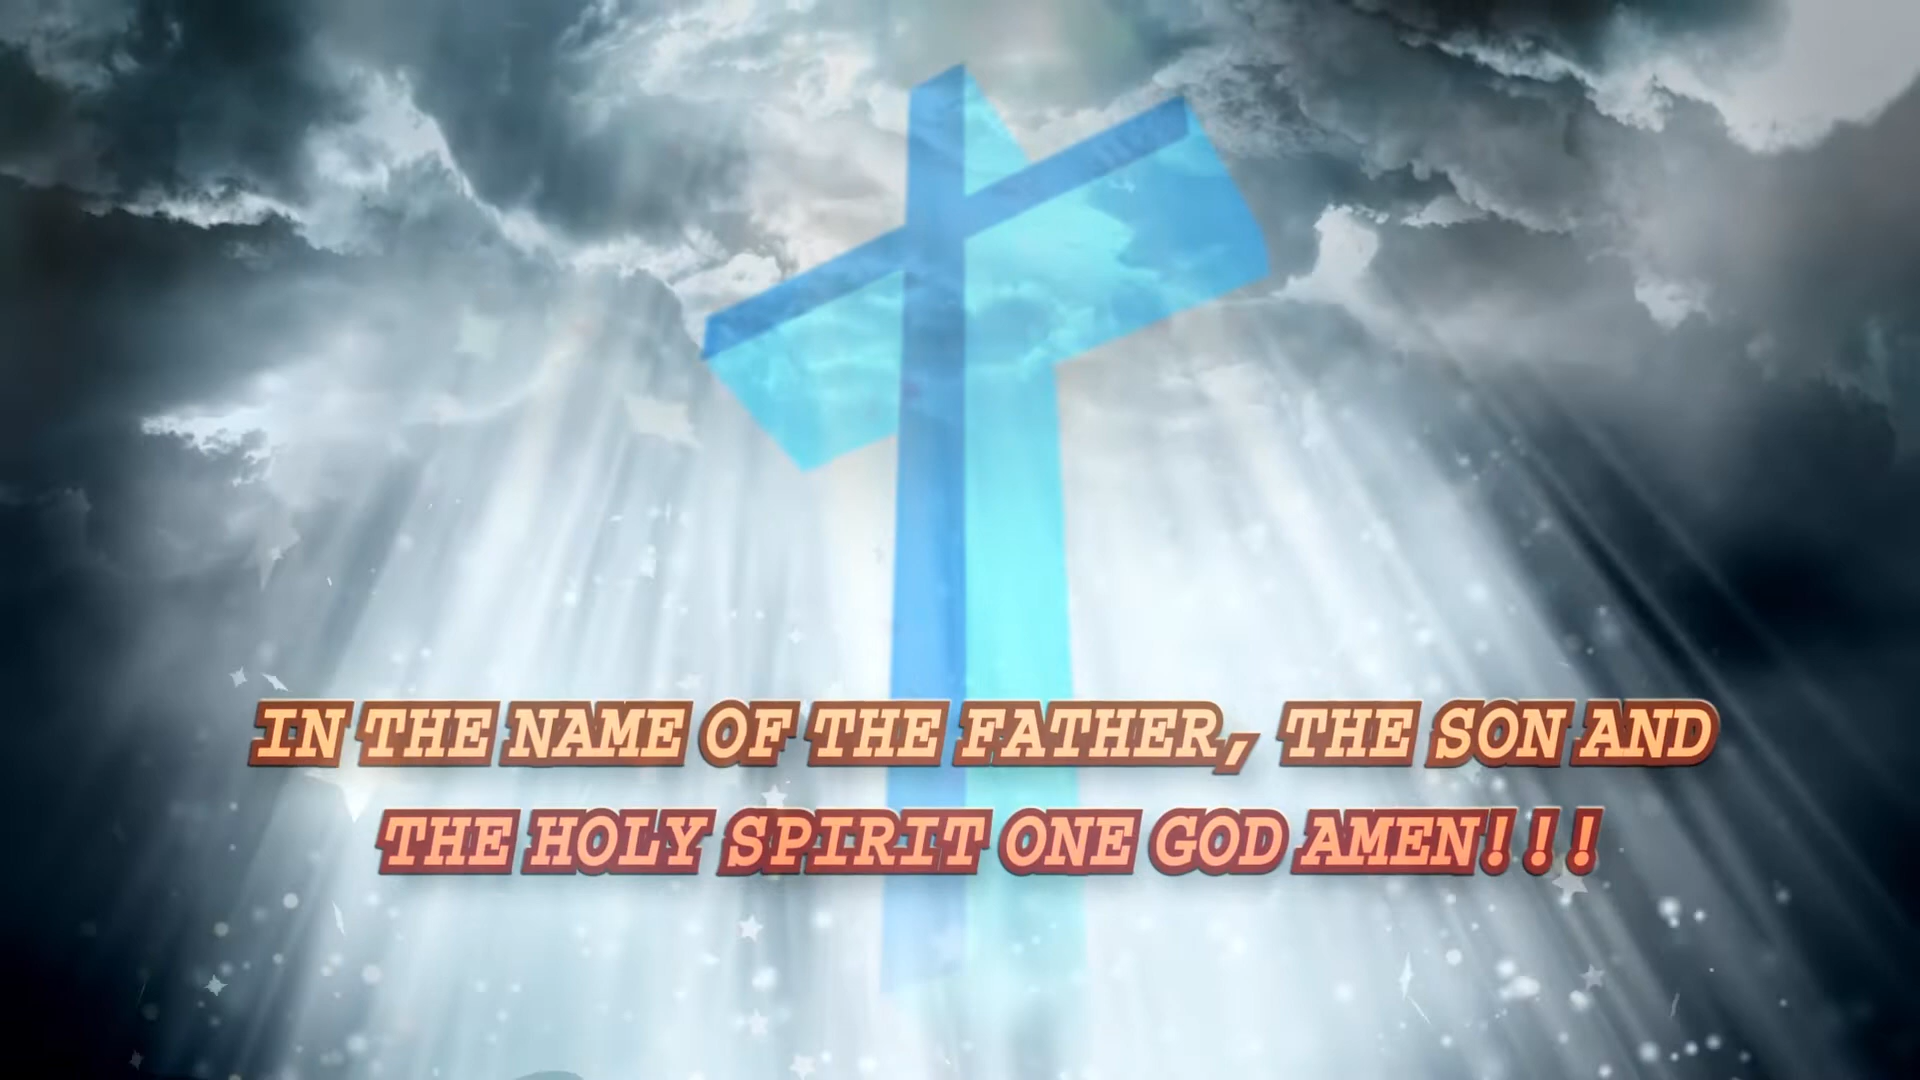 IN THE NAME OF THE FATHER, THE SON AND
THE HOLY SPIRIT ONE GOD AMEN!!!